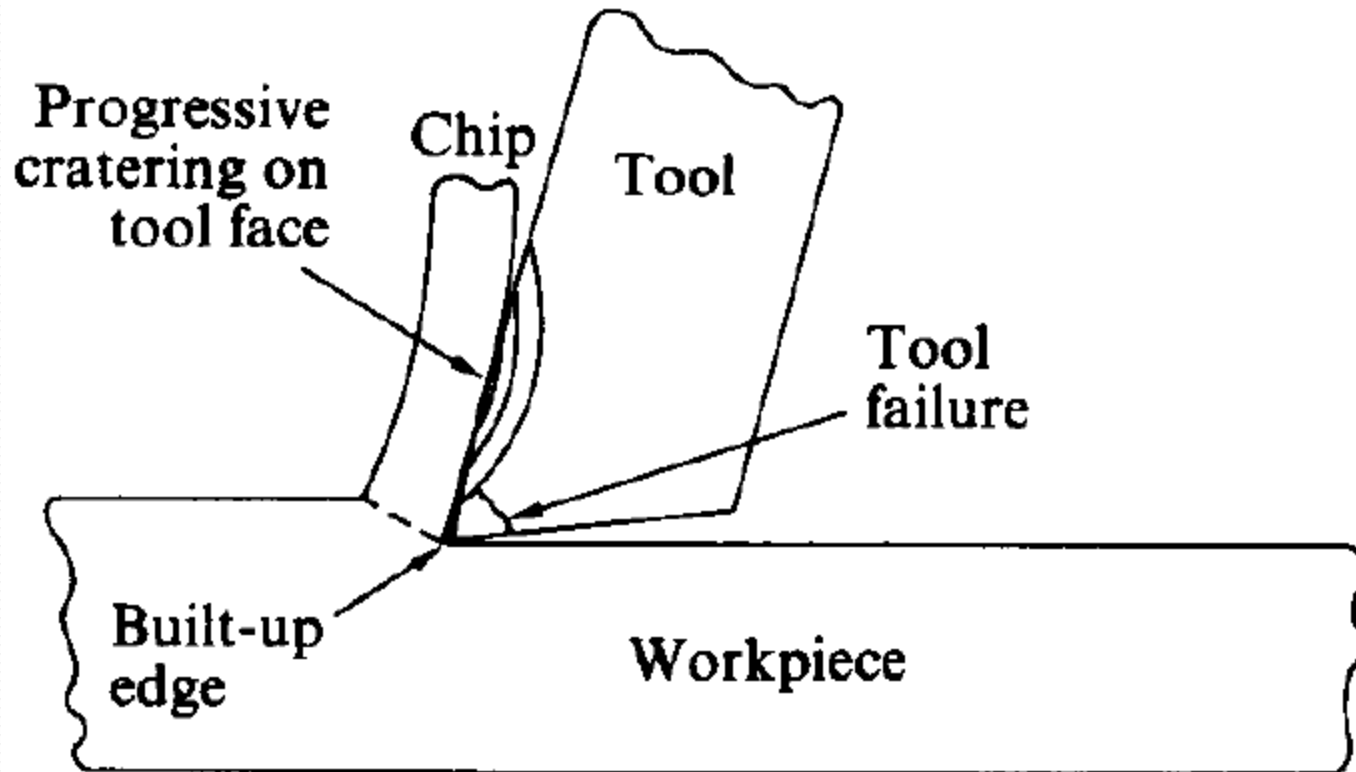 Progressive
cratering on
tool face
Chip
Tool
Tool
failure
Built-up
edge
Workpiece